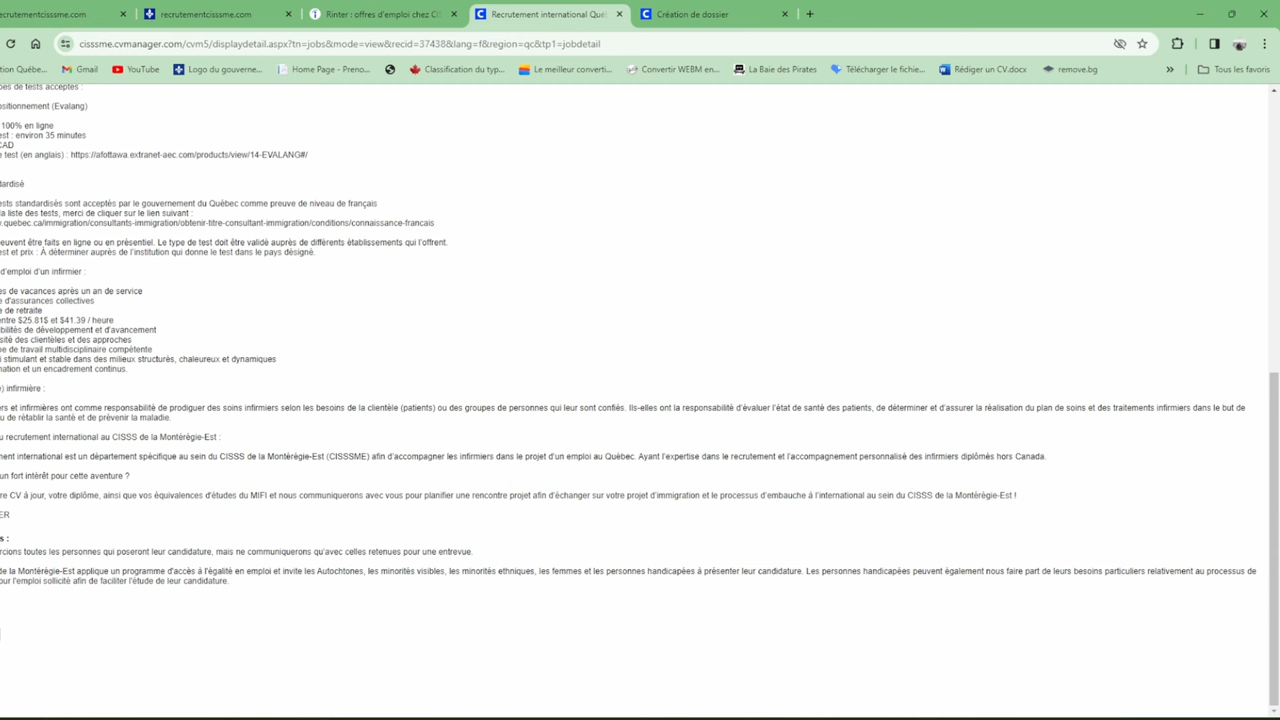 recrutementcisssme.com
recrutementcisssme.com
Rinter : offres d'emploi chez CIS
Recrutement international Qué
Création de dossier
cisssme.cvmanager.com/cvm5/displaydetail.aspx?tn=jobs&mode=view&recid=37438&lang=f&region=qc&tp1=jobdetail
tion Québe...
Gmail
YouTube
Logo du gouverne...
Home Page - Preno...
Classification du typ...
Le meilleur converti...
Convertir WEBM en...
La Baie des Pirates
Télécharger le fichie...
Rédiger un CV.docx
remove.bg
»
Tous les favoris
pes de tests acceptés :
ositionnement (Evalang)
100% en ligne
est : environ 35 minutes
CAD
e test (en anglais) : https://afottawa.extranet-aec.com/products/view/14-EVALANG#/
dardisé
ests standardisés sont acceptés par le gouvernement du Québec comme preuve de niveau de français
la liste des tests, merci de cliquer sur le lien suivant :
w.quebec.ca/immigration/consultants-immigration/obtenir-titre-consultant-immigration/conditions/connaissance-francais
peuvent être faits en ligne ou en présentiel. Le type de test doit être validé auprès de différents établissements qui l'offrent.
est et prix : À déterminer auprès de l'institution qui donne le test dans le pays désigné.
d'emploi d'un infirmier :
es de vacances après un an de service
e d'assurances collectives
e de retraite
entre $25.81$ et $41.39 / heure
bilités de développement et d'avancement
sité des clientèles et des approches
pe de travail multidisciplinaire compétente
i stimulant et stable dans des milieux structurés, chaleureux et dynamiques
mation et un encadrement continus.
e) infirmière :
ers et infirmières ont comme responsabilité de prodiguer des soins infirmiers selon les besoins de la clientèle (patients) ou des groupes de personnes qui leur sont confiés. Ils-elles ont la responsabilité d'évaluer l'état de santé des patients, de déterminer et d'assurer la réalisation du plan de soins et des traitements infirmiers dans le but de
u de rétablir la santé et de prévenir la maladie.
u recrutement international au CISSS de la Montérégie-Est :
ment international est un département spécifique au sein du CISSS de la Montérégie-Est (CISSSME) afin d'accompagner les infirmiers dans le projet d'un emploi au Québec. Ayant l'expertise dans le recrutement et l'accompagnement personnalisé des infirmiers diplômés hors Canada.
un fort intérêt pour cette aventure ?
re CV à jour, votre diplôme, ainsi que vos équivalences d'études du MIFI et nous communiquerons avec vous pour planifier une rencontre projet afin d'échanger sur votre projet d'immigration et le processus d'embauche à l'international au sein du CISSS de la Montérégie-Est !
ER
s :
rcions toutes les personnes qui poseront leur candidature, mais ne communiquerons qu'avec celles retenues pour une entrevue.
de la Montérégie-Est applique un programme d'accès à l'égalité en emploi et invite les Autochtones, les minorités visibles, les minorités ethniques, les femmes et les personnes handicapées à présenter leur candidature. Les personnes handicapées peuvent également nous faire part de leurs besoins particuliers relativement au processus de
our l'emploi sollicité afin de faciliter l'étude de leur candidature.